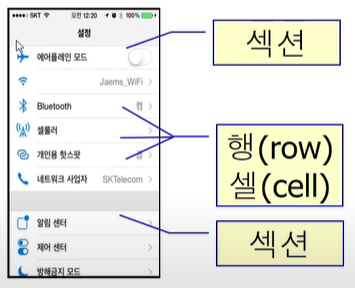 SKT 오전 12:20 100%
설정
에어플레인 모드
Jaems_WiFi
Bluetooth 켬
셀룰러
개인용 핫스팟
네트워크 사업자 SKTelecom
알림 센터
제어 센터
방해금지 모드
섹션
행(row)
셀(cell)
섹션